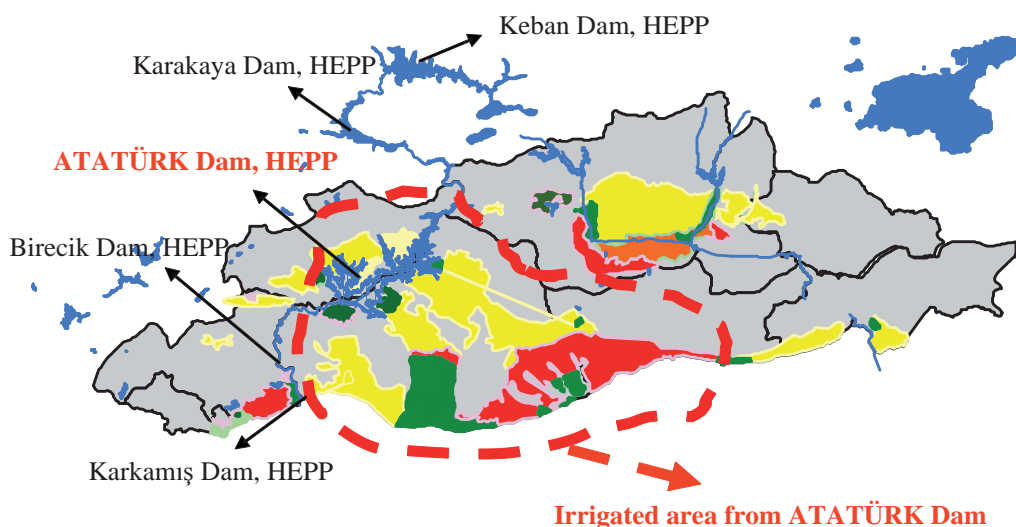 Keban Dam, HEPP
Karakaya Dam, HEPP
ATATÜRK Dam, HEPP
Birecik Dam, HEPP
Karkamış Dam, HEPP
Irrigated area from ATATÜRK Dam